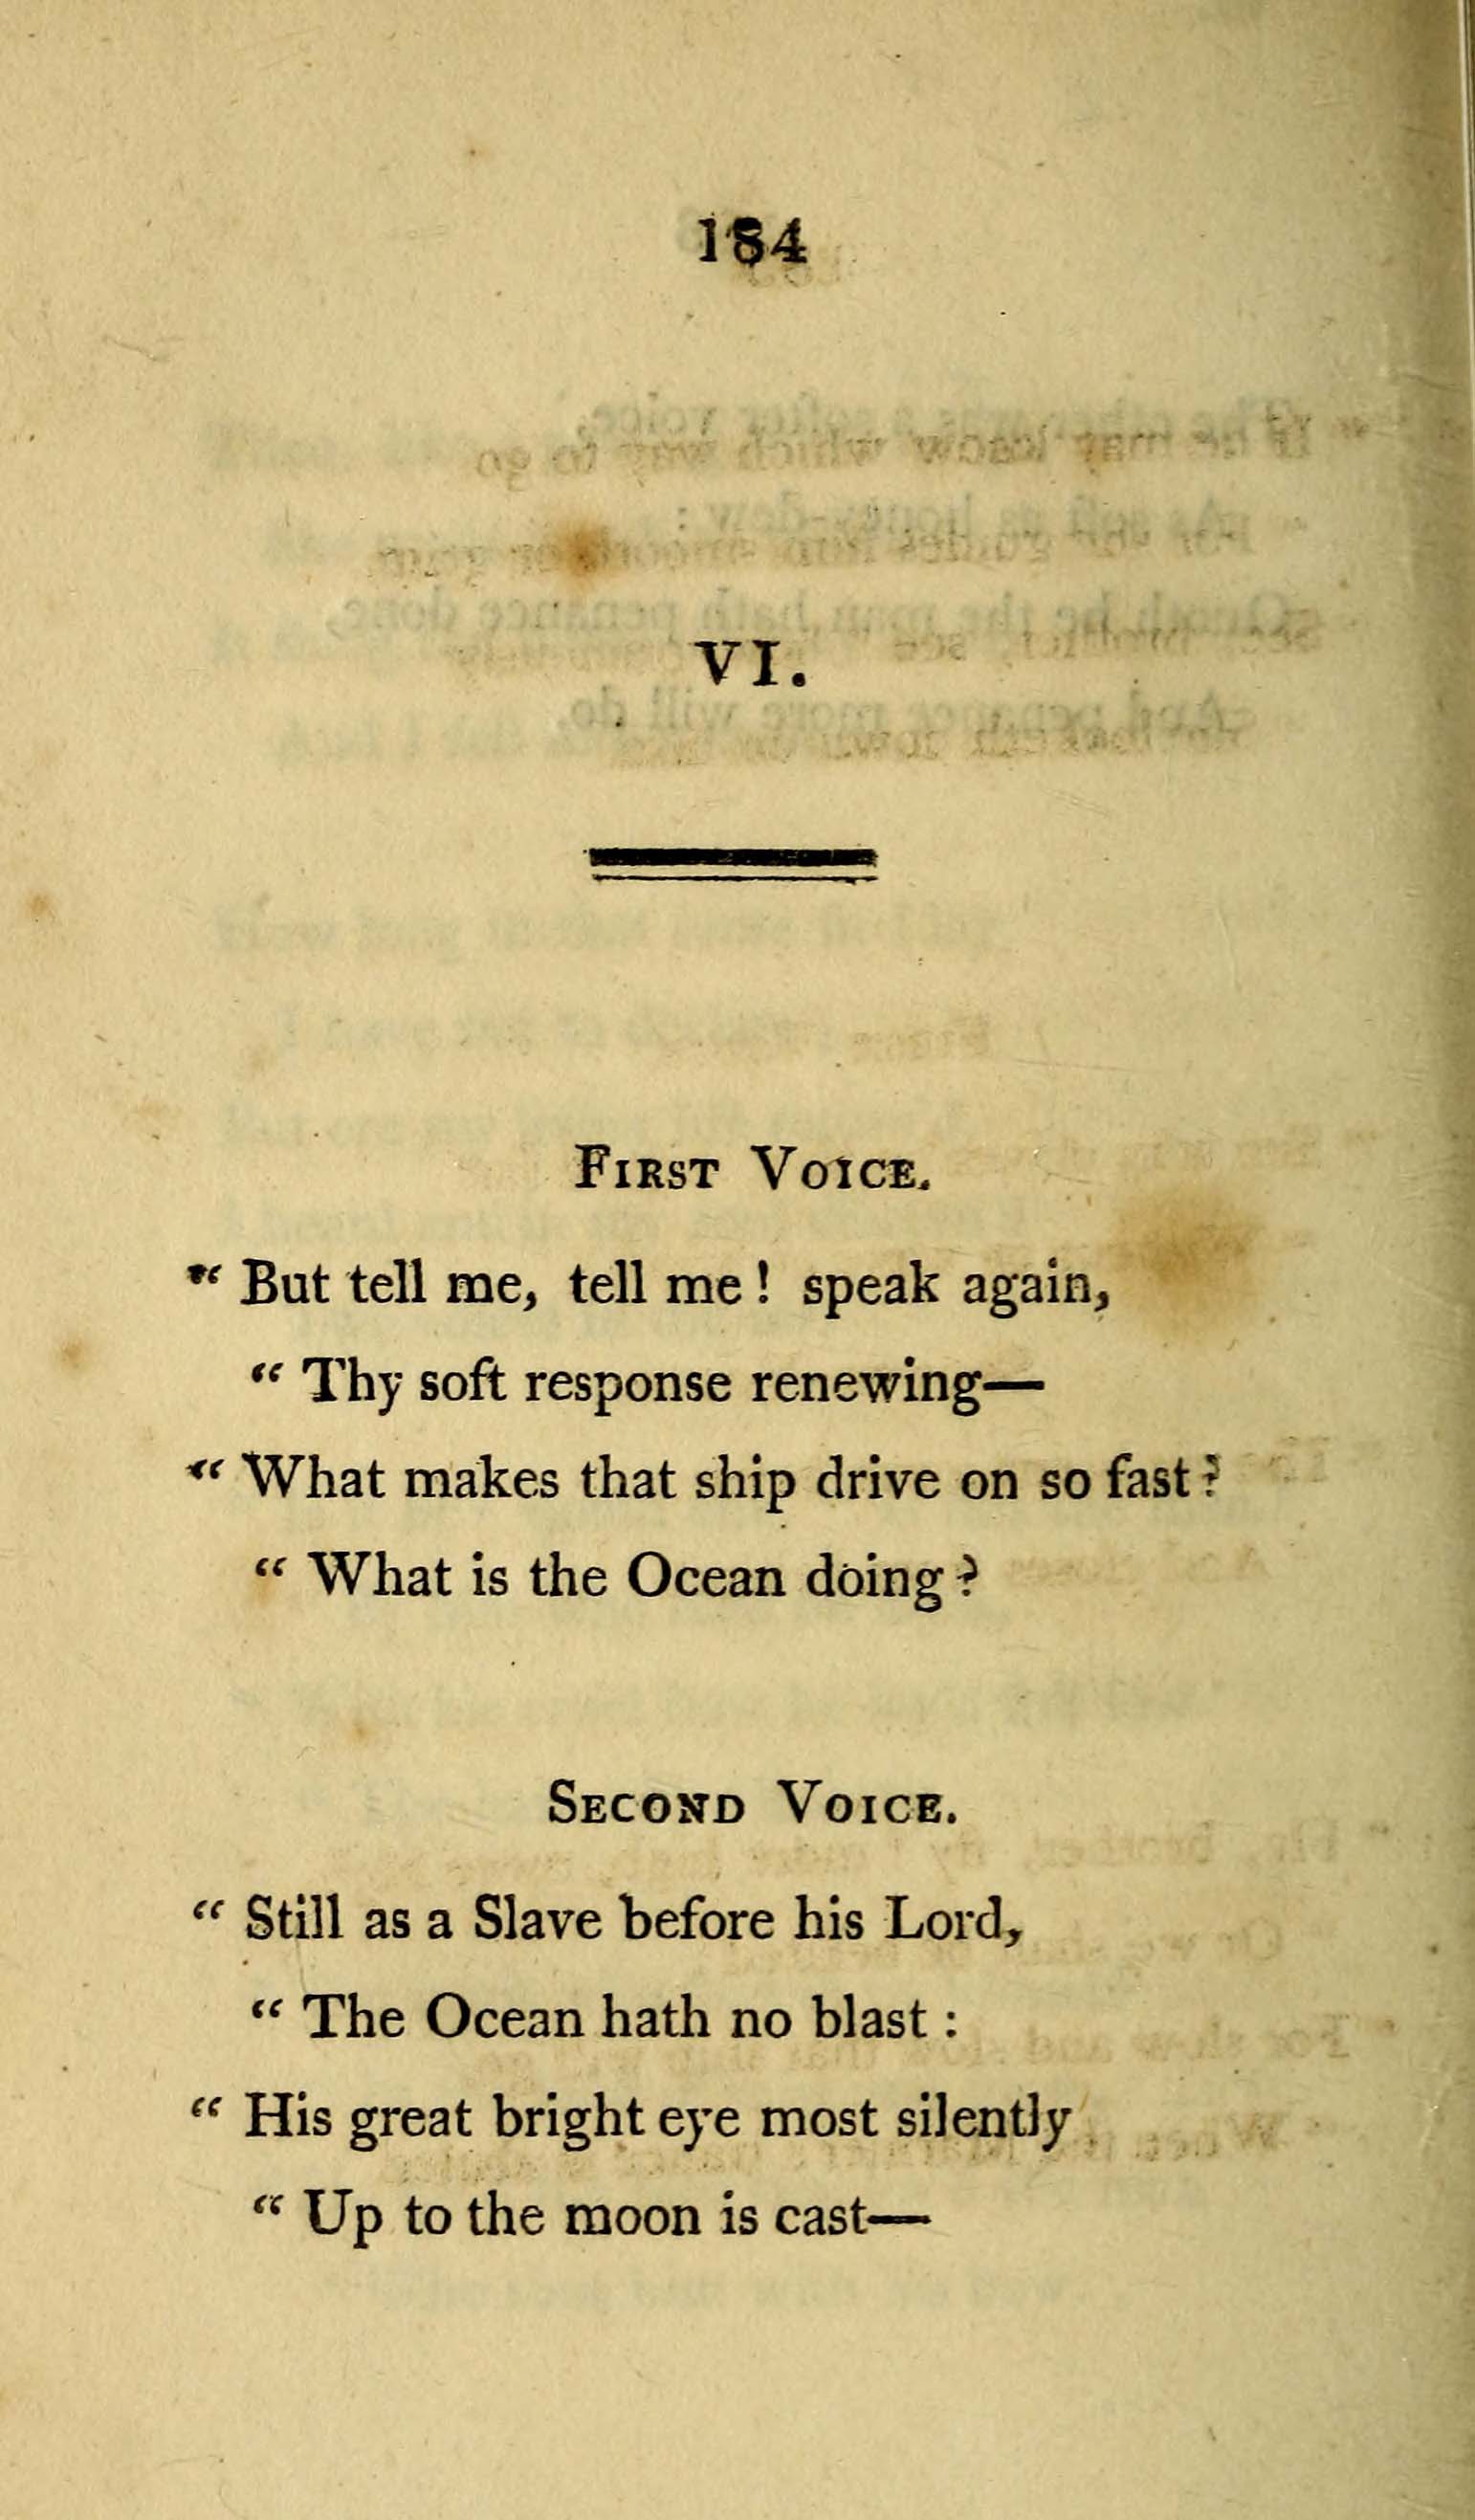 184
VI.
FIRST VOICE.
“ But tell me, tell me ! speak again,
“ Thy soft response renewing—
“ What makes that ship drive on so fast ?
“ What is the Ocean doing ?
SECOND VOICE.
“ Still as a Slave before his Lord,
“ The Ocean hath no blast :
“ His great bright eye most silently
“ Up to the moon is cast—